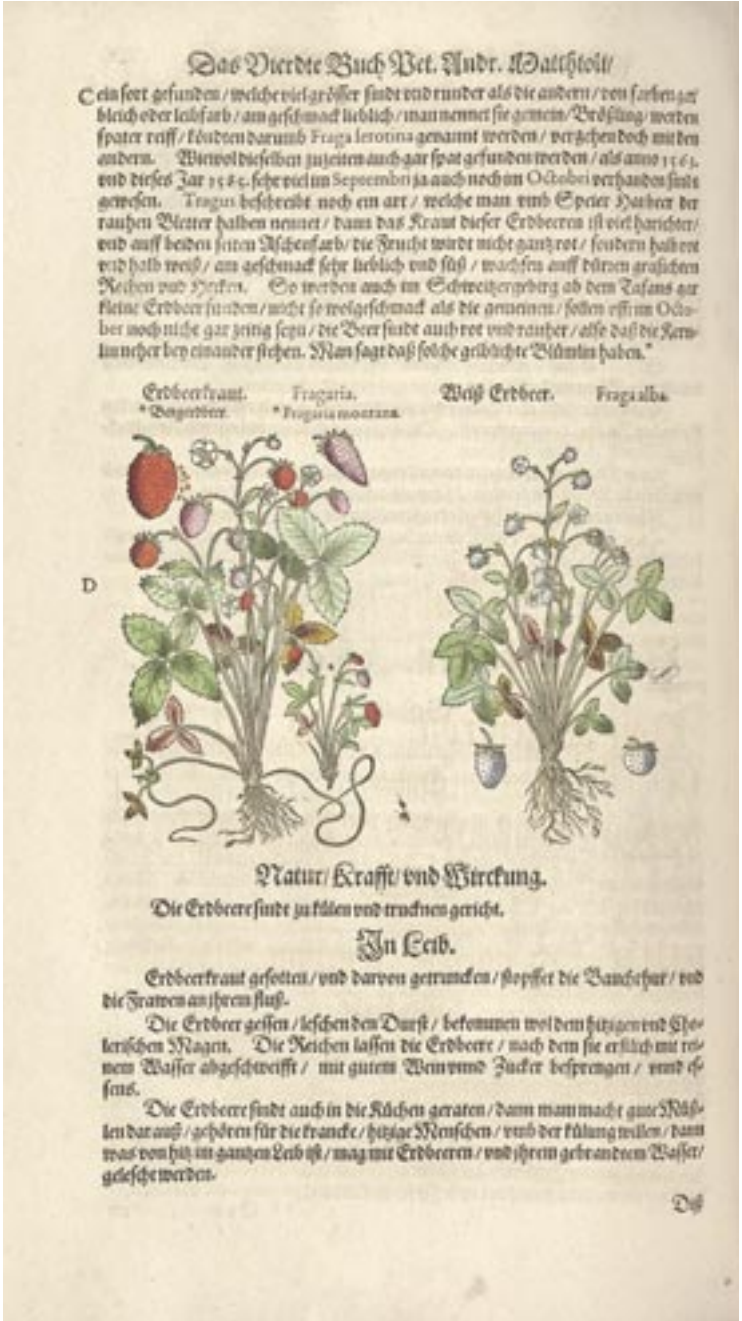 Das Vierdte Buch Pet. Andr. Matthioli/
C ein sort gefunden / welche viel grösser sindt vnd runder als die andern / von farben gar
bleich oder leibfarb / am geschmack lieblich / man nennet sie gemein / Brößling / werden
spater reiff / köndten darumb Fraga serotina genannt werden / vergehen doch mit den
andern. Wiewol dieselben zuzeiten auch gar spat gefunden werden / als anno 1563.
vnd dieses Jar 1585. sehr viel im Septembri ja auch noch im Octobri verhanden sindt
gewesen. Tragus beschreibt noch ein art / welche man vmb Speier Harbeer der
rauhen Bletter halben nennet / dann das Kraut dieser Erdbeeren ist viel harichter /
vnd auff beiden seiten Aschenfarb / die Frucht wirdt nicht gantz rot / sondern halb rot
vnd halb weiß / am geschmack sehr lieblich vnd süß / wachsen auff dürren grasichten
Rechen vnd So werden auch im Schweitzergebirg ab dem gar
kleine Erdbeer funden / nicht so wolgeschmack als die gemeinen / sollen offt im Octo-
ber noch nicht gar zeitig seyn / die Beer sindt auch rot vnd rauher / also daß die Kern-
lin neher bey einander stehen. Man sagt daß solche gelblichte Blümlin haben.*
Erdbeerkraut. Fragaria. Weiß Erdbeer. Fraga alba.
* Bergerdbeer. * Fragaria montana.
D
Natur / Krafft / vnd Wirckung.
Die Erdbeere sindt zu külen vnd trucknen gericht.
In Leib.
Erdbeerkraut gesotten / vnd darvon getruncken / stopffet die Bauchrhur / vnd
die Frawen an ihrem fluß.
Die Erdbeer gessen / leschen den Durst / bekommen wol dem hitzigen vnd Cho-
lerischen Magen. Die Reichen lassen die Erdbeere / nach dem sie erstlich mit rei-
nem Wasser abgeschweifft / mit gutem Wein vnnd Zucker besprengen / vnnd es-
sens.
Die Erdbeere sindt auch in die Küchen geraten / dann man macht gute Müß-
len darauß / gehören für die krancke / hitzige Menschen / vmb der külung willen / dann
was von hitz im gantzen Leib ist / mag mit Erdbeeren / vnd ihrem gebrandtem Wasser /
gelescht werden.
Diß